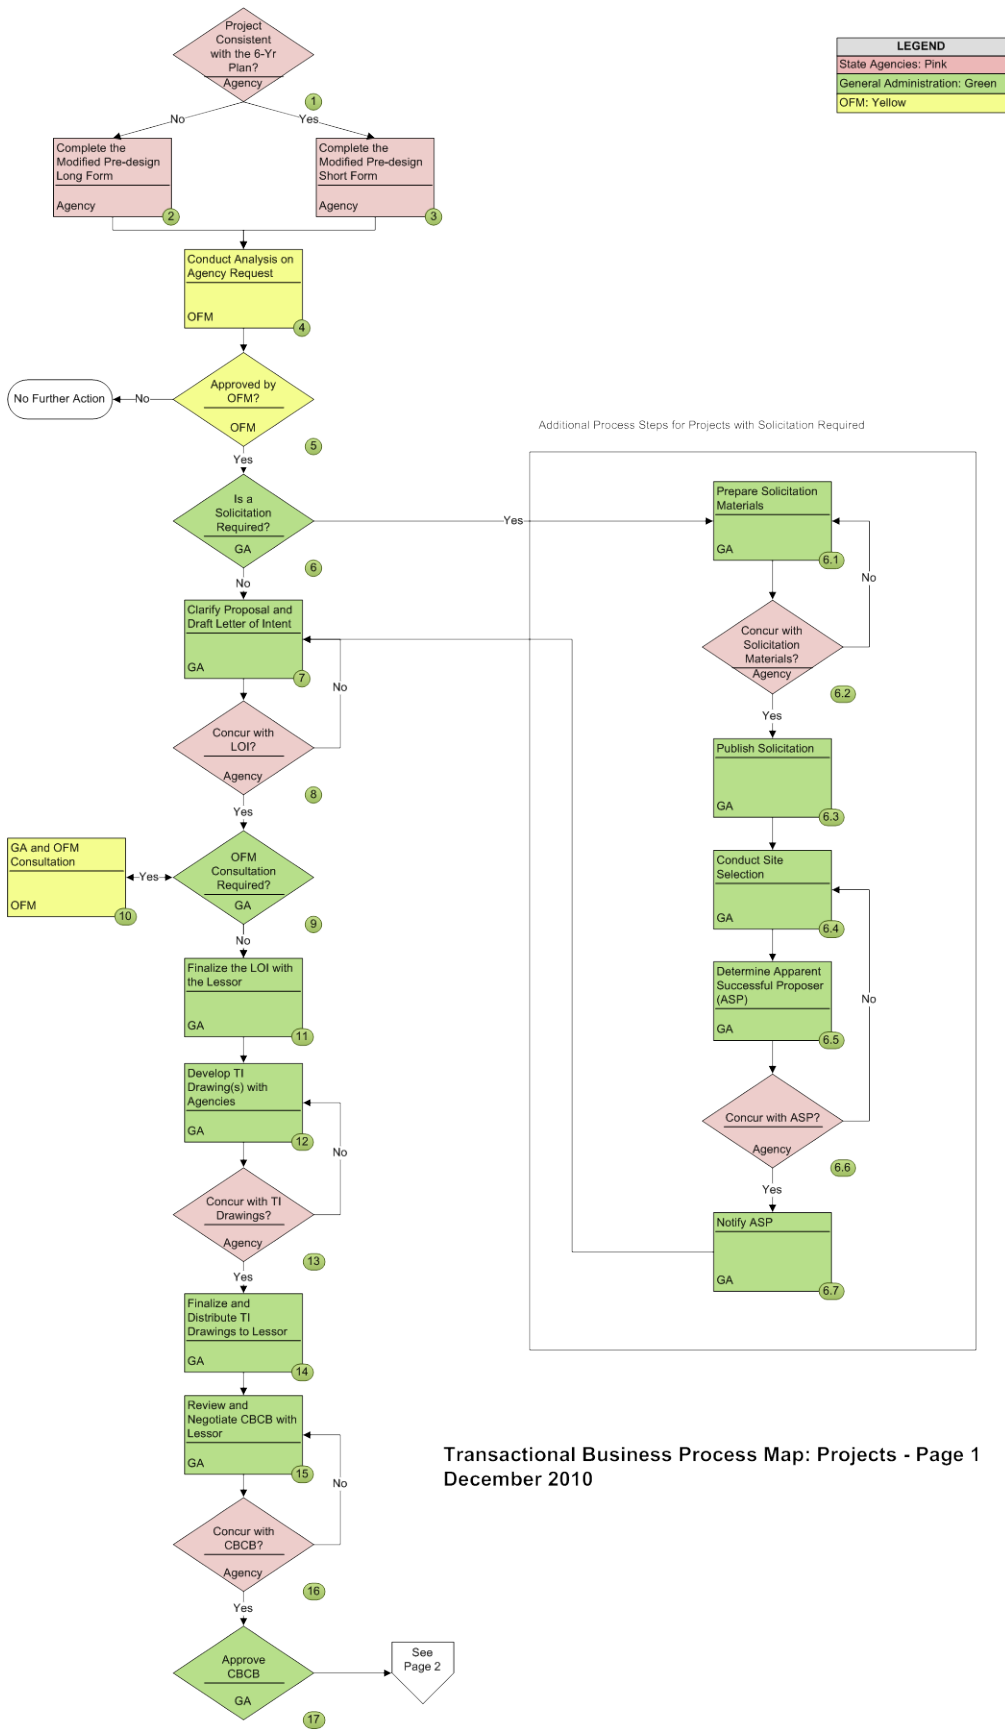 Project
Consistent
with the 6-Yr
Plan?
Agency
1
LEGEND
State Agencies: Pink
General Administration: Green
OFM: Yellow
No
Yes
Complete the
Modified Pre-design
Long Form
Agency
2
Complete the
Modified Pre-design
Short Form
Agency
3
Conduct Analysis on
Agency Request
OFM
4
Approved by
OFM?
OFM
5
No
No Further Action
Yes
Is a
Solicitation
Required?
GA
6
Yes
No
Clarify Proposal and
Draft Letter of Intent
GA
7
No
Concur with
LOI?
Agency
8
Yes
OFM
Consultation
Required?
GA
9
Yes
GA and OFM
Consultation
OFM
10
No
Finalize the LOI with
the Lessor
GA
11
Develop TI
Drawing(s) with
Agencies
GA
12
No
Concur with TI
Drawings?
Agency
13
Yes
Finalize and
Distribute TI
Drawings to Lessor
GA
14
Review and
Negotiate CBCB with
Lessor
GA
15
No
Concur with
CBCB?
Agency
16
Yes
Approve
CBCB
GA
17
See
Page 2
Additional Process Steps for Projects with Solicitation Required
Prepare Solicitation
Materials
GA
6.1
No
Concur with
Solicitation
Materials?
Agency
6.2
Yes
Publish Solicitation
GA
6.3
Conduct Site
Selection
GA
6.4
Determine Apparent
Successful Proposer
(ASP)
GA
6.5
No
Concur with ASP?
Agency
6.6
Yes
Notify ASP
GA
6.7
Transactional Business Process Map: Projects - Page 1
December 2010